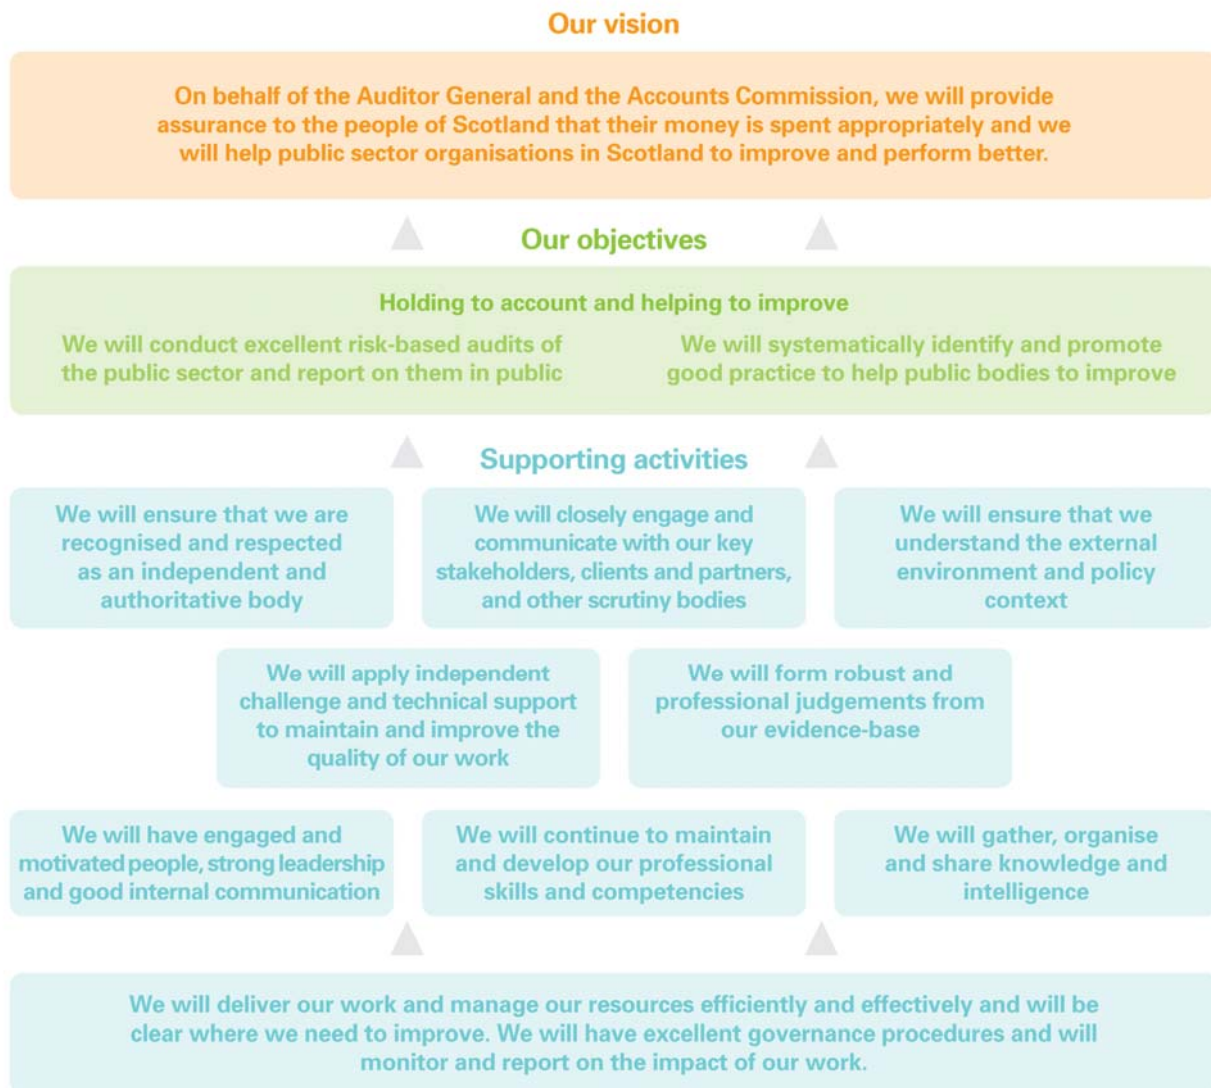 Our vision
On behalf of the Auditor General and the Accounts Commission, we will provide
assurance to the people of Scotland that their money is spent appropriately and we
will help public sector organisations in Scotland to improve and perform better.
Our objectives
Holding to account and helping to improve
We will conduct excellent risk-based audits of
the public sector and report on them in public
We will systematically identify and promote
good practice to help public bodies to improve
Supporting activities
We will ensure that we are
recognised and respected
as an independent and
authoritative body
We will closely engage and
communicate with our key
stakeholders, clients and partners,
and other scrutiny bodies
We will ensure that we
understand the external
environment and policy
context
We will apply independent
challenge and technical support
to maintain and improve the
quality of our work
We will form robust and
professional judgements from
our evidence-base
We will have engaged and
motivated people, strong leadership
and good internal communication
We will continue to maintain
and develop our professional
skills and competencies
We will gather, organise
and share knowledge and
intelligence
We will deliver our work and manage our resources efficiently and effectively and will be
clear where we need to improve. We will have excellent governance procedures and will
monitor and report on the impact of our work.